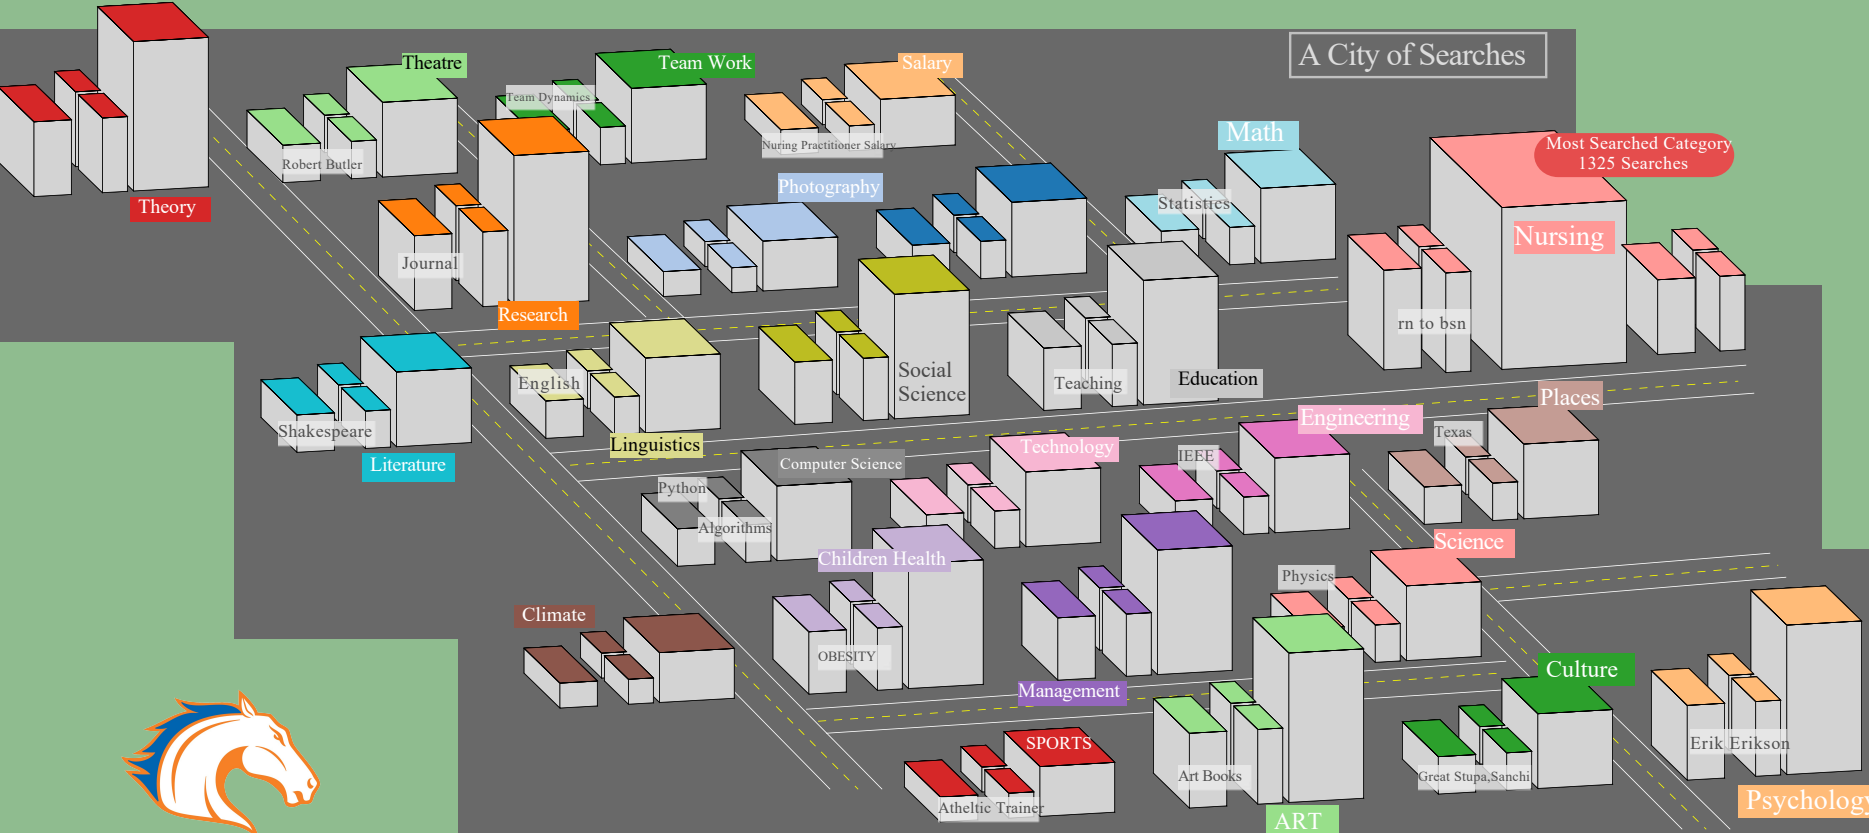 A City of Searches
Theatre
Team Work
Salary
Team Dynamics
Math
Most Searched Category
1325 Searches
Nuring Practitioner Salary
Robert Butler
Photography
Statistics
Theory
Nursing
Journal
Research
rn to bsn
Social
Science
English
Teaching
Education
Places
Shakespeare
Engineering
Linguistics
Technology
Texas
Literature
Computer Science
IEEE
Python
Algorithms
Science
Children Health
Physics
Climate
OBESITY
Culture
Management
SPORTS
Erik Erikson
Art Books
Great Stupa,Sanchi
Atheltic Trainer
Psychology
ART